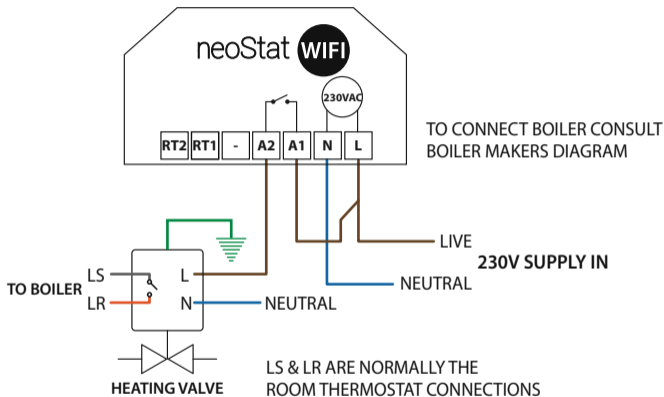 neoStat WIFI
230VAC
RT2 RT1 - A2 A1 N L
TO CONNECT BOILER CONSULT
BOILER MAKERS DIAGRAM
LIVE
230V SUPPLY IN
NEUTRAL
LS L
TO BOILER
LR N NEUTRAL
HEATING VALVE
LS & LR ARE NORMALLY THE
ROOM THERMOSTAT CONNECTIONS